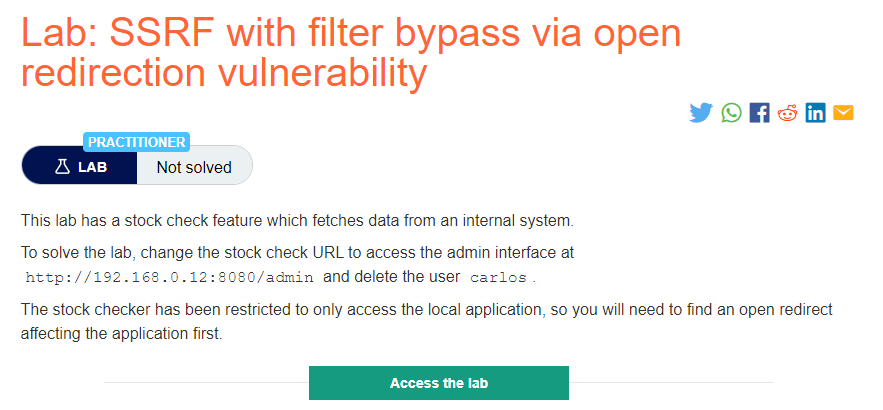 Lab: SSRF with filter bypass via open
redirection vulnerability
PRACTITIONER
LAB Not solved
This lab has a stock check feature which fetches data from an internal system.
To solve the lab, change the stock check URL to access the admin interface at
http://192.168.0.12:8080/admin and delete the user carlos .
The stock checker has been restricted to only access the local application, so you will need to find an open redirect
affecting the application first.
Access the lab